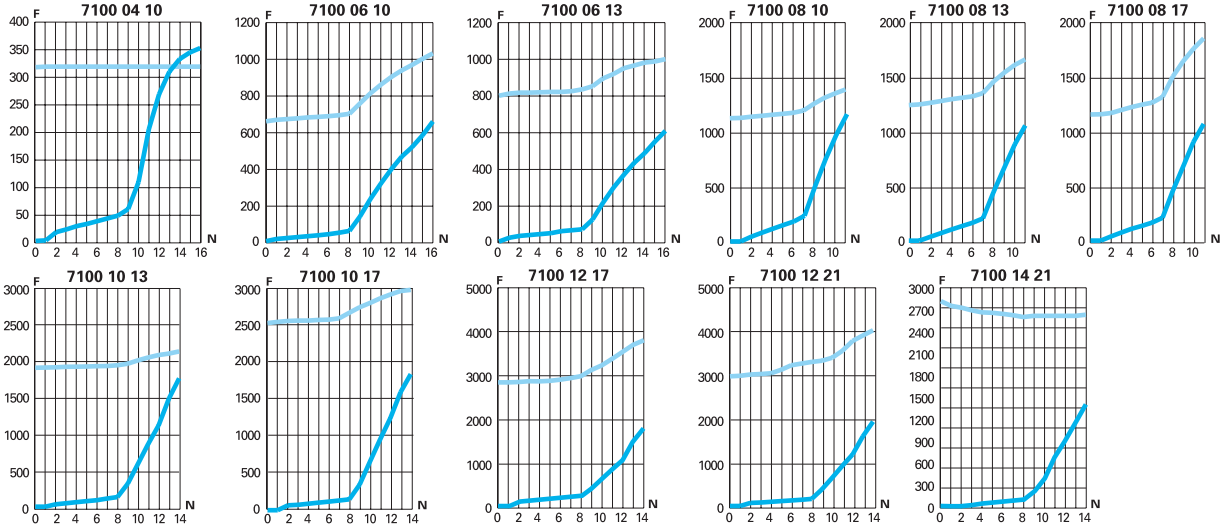 7100 04 10
F
400
350
300
250
200
150
100
50
0
0 2 4 6 8 10 12 14 16
N
7100 06 10
F
1200
1000
800
600
400
200
0
0 2 4 6 8 10 12 14 16
N
7100 06 13
F
1200
1000
800
600
400
200
0
0 2 4 6 8 10 12 14 16
N
7100 08 10
F
2000
1500
1000
500
0
0 2 4 6 8 10
N
7100 08 13
F
2000
1500
1000
500
0
0 2 4 6 8 10
N
7100 08 17
F
2000
1500
1000
500
0
0 2 4 6 8 10
N
7100 10 13
F
3000
2500
2000
1500
1000
500
0
0 2 4 6 8 10 12 14
N
7100 10 17
F
3000
2500
2000
1500
1000
500
0
0 2 4 6 8 10 12 14
N
7100 12 17
F
5000
4000
3000
2000
1000
0
0 2 4 6 8 10 12 14
N
7100 12 21
F
5000
4000
3000
2000
1000
0
0 2 4 6 8 10 12 14
N
7100 14 21
F
3000
2700
2400
2100
1800
1500
1200
900
600
300
0
0 2 4 6 8 10 12 14
N